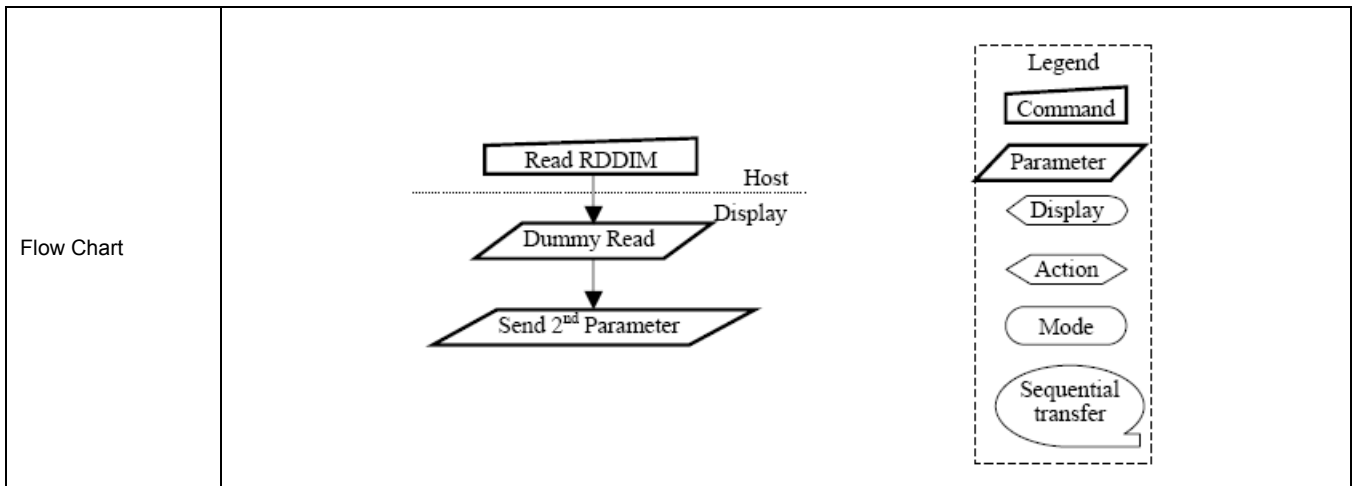 Flow Chart
Read RDDIM
Host
Display
Dummy Read
Send 2nd Parameter
Legend
Command
Parameter
Display
Action
Mode
Sequential
transfer